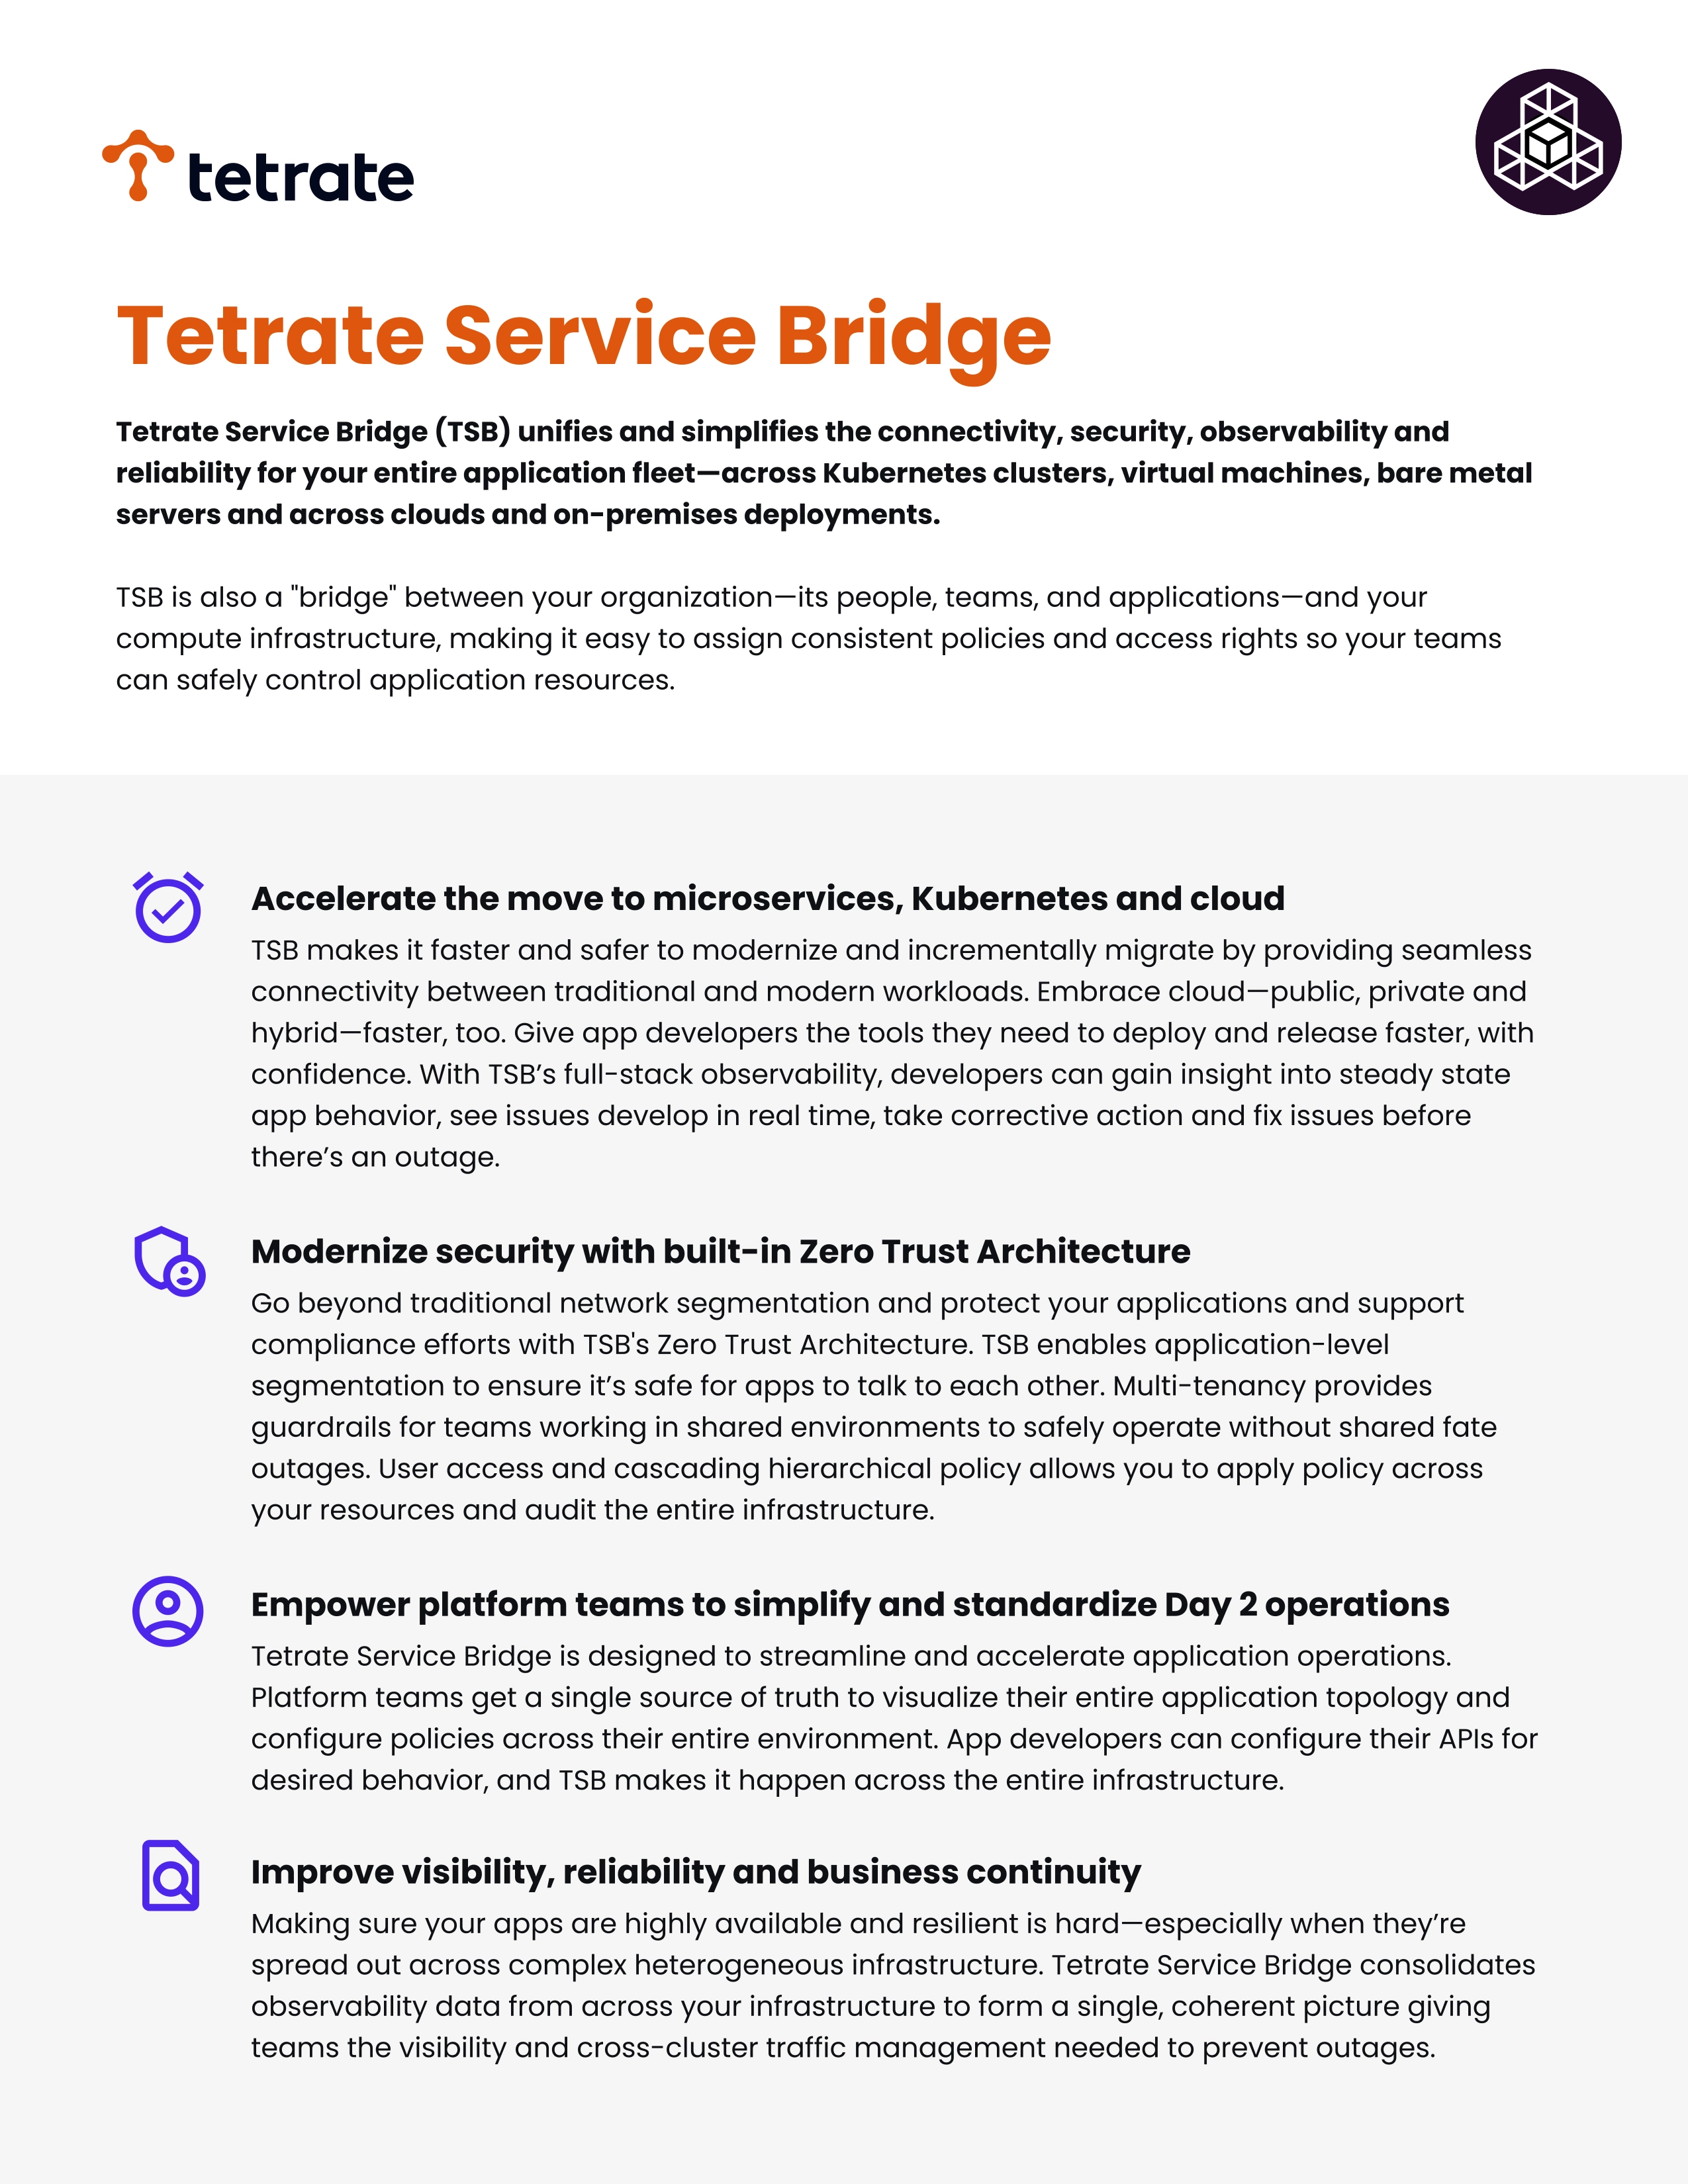 tetrate
Tetrate Service Bridge
Tetrate Service Bridge (TSB) unifies and simplifies the connectivity, security, observability and
reliability for your entire application fleet—across Kubernetes clusters, virtual machines, bare metal
servers and across clouds and on-premises deployments.
TSB is also a "bridge" between your organization—its people, teams, and applications—and your
compute infrastructure, making it easy to assign consistent policies and access rights so your teams
can safely control application resources.
Accelerate the move to microservices, Kubernetes and cloud
TSB makes it faster and safer to modernize and incrementally migrate by providing seamless
connectivity between traditional and modern workloads. Embrace cloud—public, private and
hybrid—faster, too. Give app developers the tools they need to deploy and release faster, with
confidence. With TSB’s full-stack observability, developers can gain insight into steady state
app behavior, see issues develop in real time, take corrective action and fix issues before
there’s an outage.
Modernize security with built-in Zero Trust Architecture
Go beyond traditional network segmentation and protect your applications and support
compliance efforts with TSB's Zero Trust Architecture. TSB enables application-level
segmentation to ensure it’s safe for apps to talk to each other. Multi-tenancy provides
guardrails for teams working in shared environments to safely operate without shared fate
outages. User access and cascading hierarchical policy allows you to apply policy across
your resources and audit the entire infrastructure.
Empower platform teams to simplify and standardize Day 2 operations
Tetrate Service Bridge is designed to streamline and accelerate application operations.
Platform teams get a single source of truth to visualize their entire application topology and
configure policies across their entire environment. App developers can configure their APIs for
desired behavior, and TSB makes it happen across the entire infrastructure.
Improve visibility, reliability and business continuity
Making sure your apps are highly available and resilient is hard—especially when they’re
spread out across complex heterogeneous infrastructure. Tetrate Service Bridge consolidates
observability data from across your infrastructure to form a single, coherent picture giving
teams the visibility and cross-cluster traffic management needed to prevent outages.